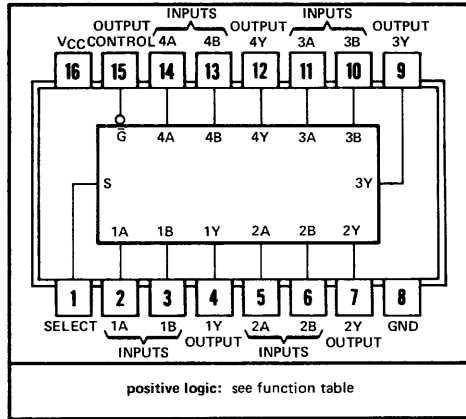 INPUTS INPUTS
OUTPUT OUTPUT OUTPUT
VCC CONTROL 4A 4B 4Y 3A 3B 3Y
16 15 14 13 12 11 10 9
G 4A 4B 4Y 3A 3B
S 3Y
1A 1B 1Y 2A 2B 2Y
1 2 3 4 5 6 7 8
SELECT 1A 1B 1Y 2A 2B 2Y GND
INPUTS OUTPUT INPUTS OUTPUT
positive logic: see function table